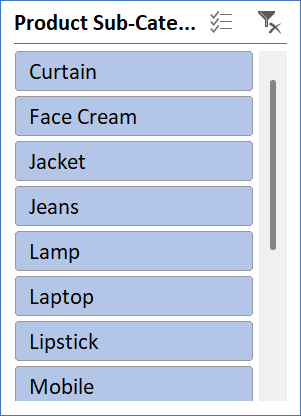 Product Sub-Cate...
Curtain
Face Cream
Jacket
Jeans
Lamp
Laptop
Lipstick
Mobile